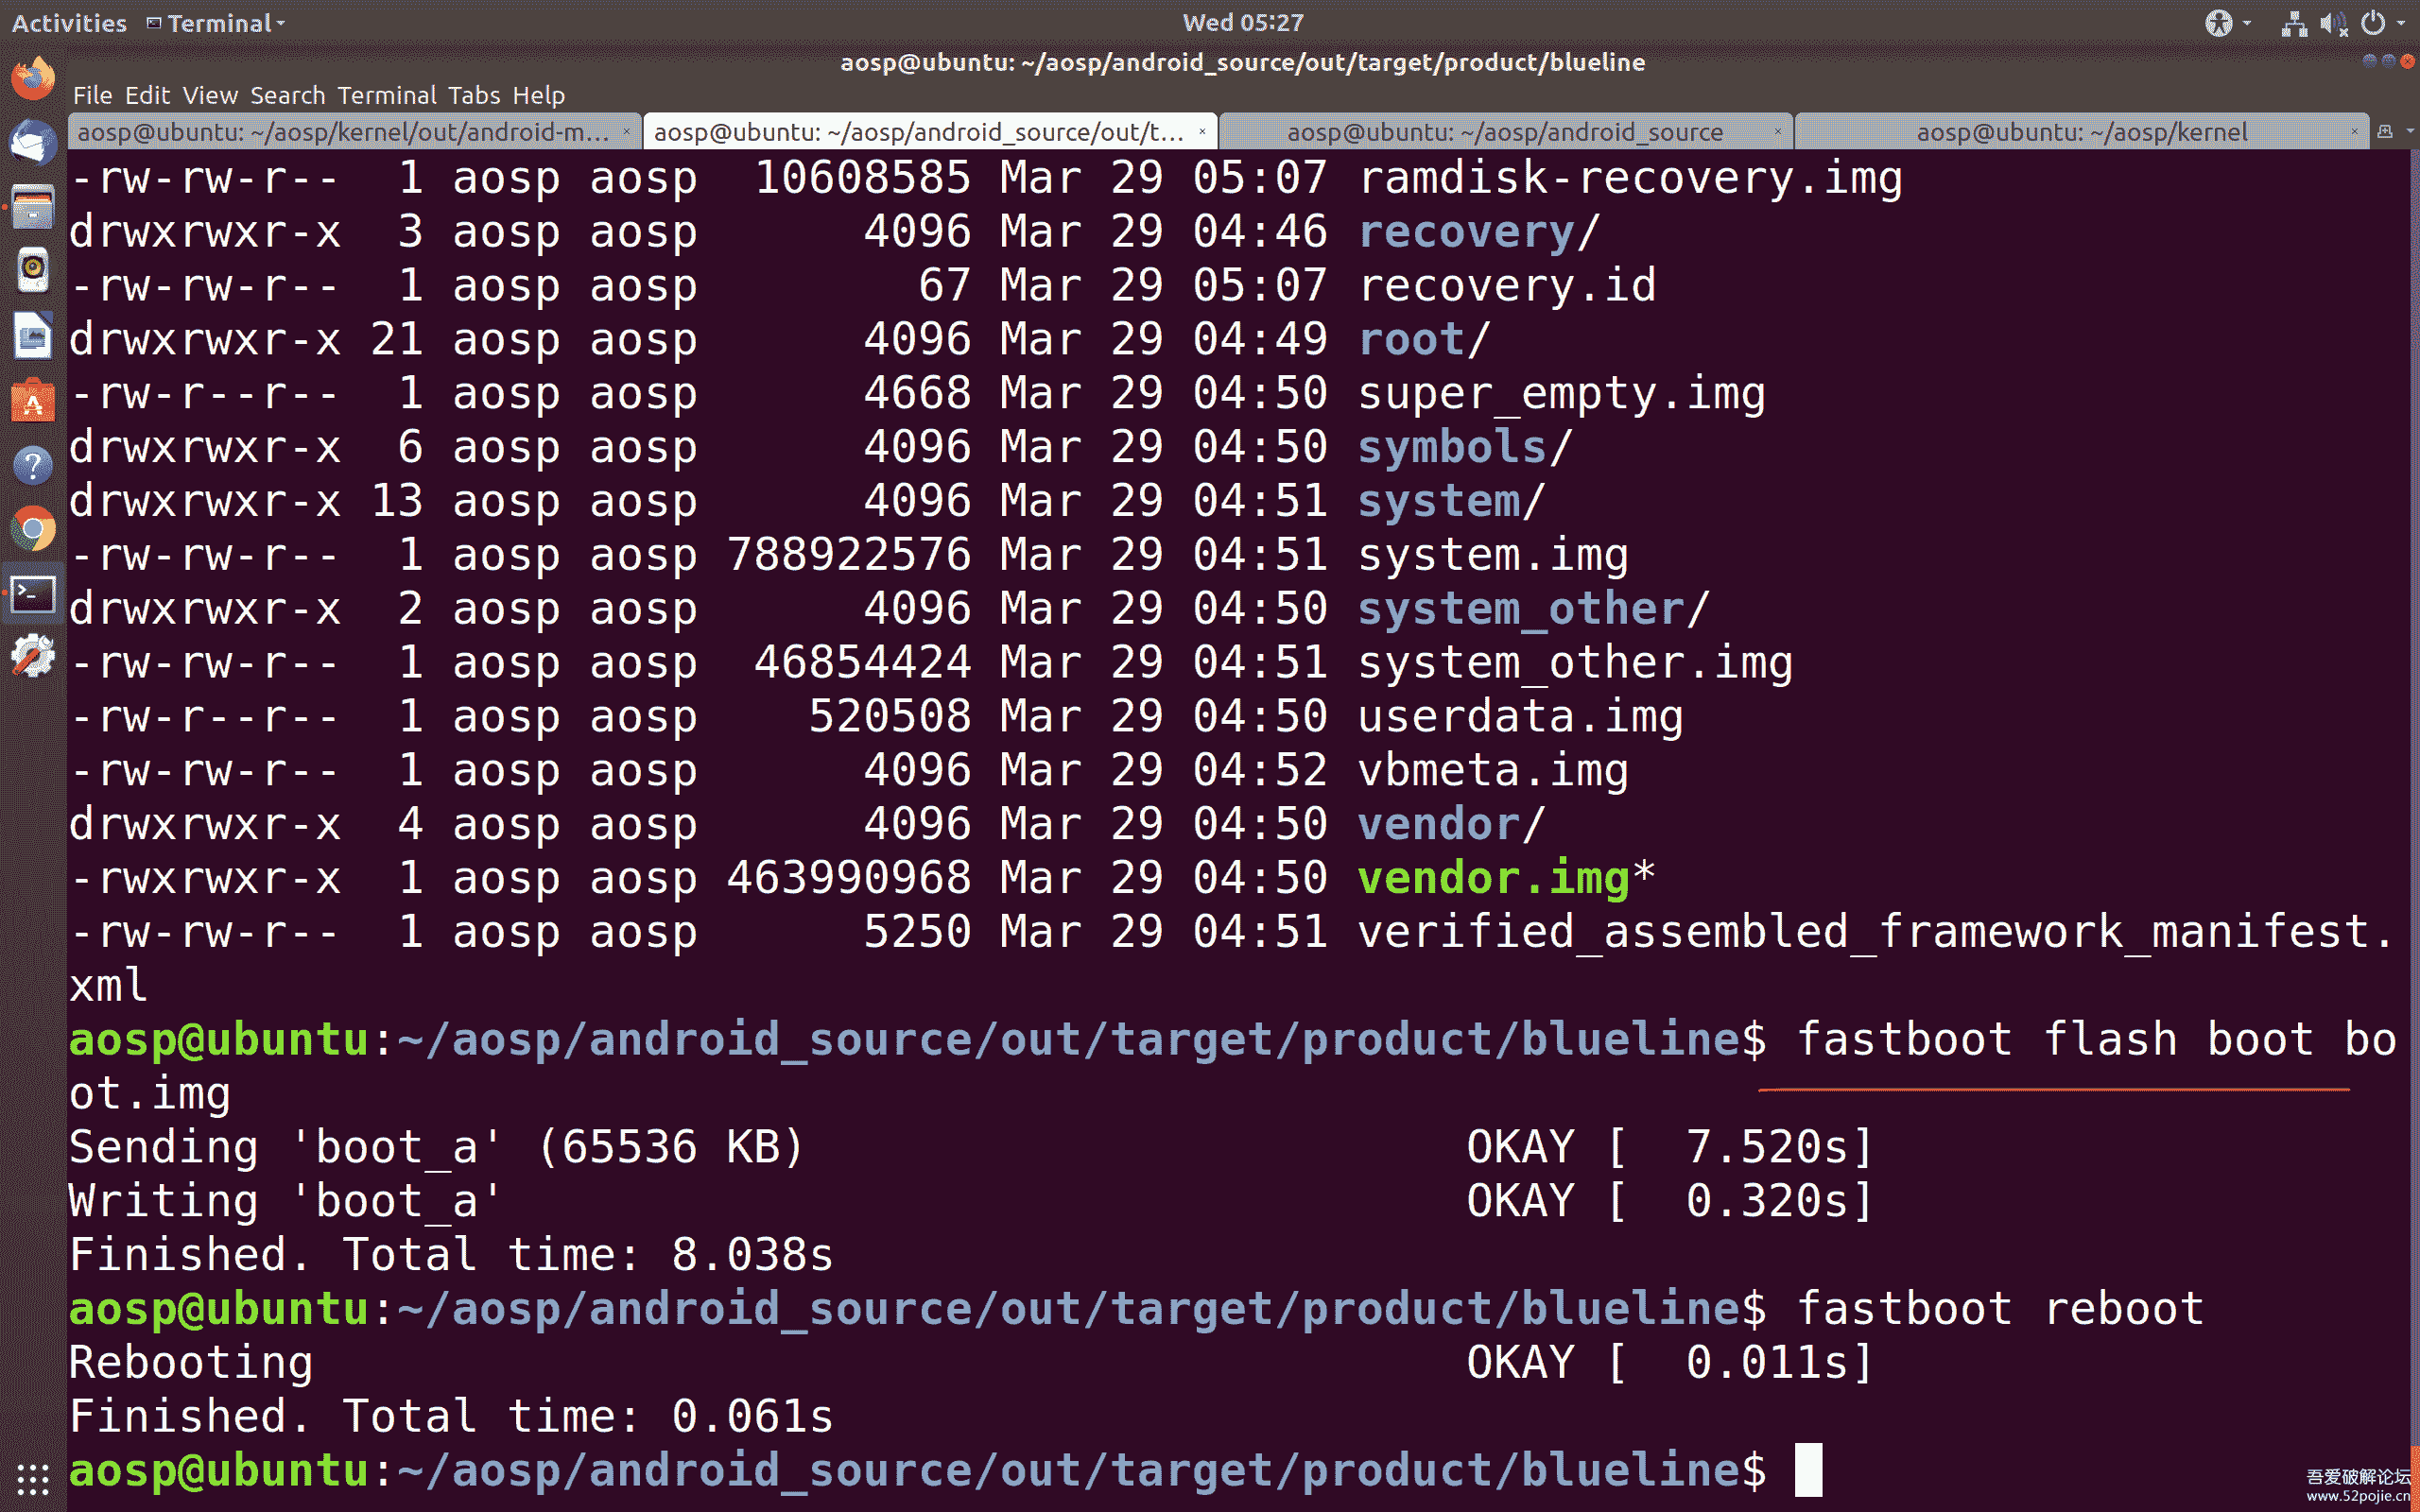 Activities Terminal Wed 05:27
aosp@ubuntu: ~/aosp/android_source/out/target/product/blueline
File Edit View Search Terminal Tabs Help
aosp@ubuntu: ~/aosp/kernel/out/android-m... × aosp@ubuntu: ~/aosp/android_source/out/t... × aosp@ubuntu: ~/aosp/android_source × aosp@ubuntu: ~/aosp/kernel ×
-rw-rw-r--  1 aosp aosp  10608585 Mar 29 05:07 ramdisk-recovery.img
drwxrwxr-x  3 aosp aosp      4096 Mar 29 04:46 recovery/
-rw-rw-r--  1 aosp aosp        67 Mar 29 05:07 recovery.id
drwxrwxr-x 21 aosp aosp      4096 Mar 29 04:49 root/
-rw-r--r--  1 aosp aosp      4668 Mar 29 04:50 super_empty.img
drwxrwxr-x  6 aosp aosp      4096 Mar 29 04:50 symbols/
drwxrwxr-x 13 aosp aosp      4096 Mar 29 04:51 system/
-rw-rw-r--  1 aosp aosp 788922576 Mar 29 04:51 system.img
drwxrwxr-x  2 aosp aosp      4096 Mar 29 04:50 system_other/
-rw-rw-r--  1 aosp aosp  46854424 Mar 29 04:51 system_other.img
-rw-r--r--  1 aosp aosp    520508 Mar 29 04:50 userdata.img
-rw-rw-r--  1 aosp aosp      4096 Mar 29 04:52 vbmeta.img
drwxrwxr-x  4 aosp aosp      4096 Mar 29 04:50 vendor/
-rwxrwxr-x  1 aosp aosp 463990968 Mar 29 04:50 vendor.img*
-rw-rw-r--  1 aosp aosp      5250 Mar 29 04:51 verified_assembled_framework_manifest.
xml
aosp@ubuntu:~/aosp/android_source/out/target/product/blueline$ fastboot flash boot bo
ot.img
Sending 'boot_a' (65536 KB)                        OKAY [  7.520s]
Writing 'boot_a'                                   OKAY [  0.320s]
Finished. Total time: 8.038s
aosp@ubuntu:~/aosp/android_source/out/target/product/blueline$ fastboot reboot
Rebooting                                          OKAY [  0.011s]
Finished. Total time: 0.061s
aosp@ubuntu:~/aosp/android_source/out/target/product/blueline$
吾爱破解论坛
www.52pojie.cn